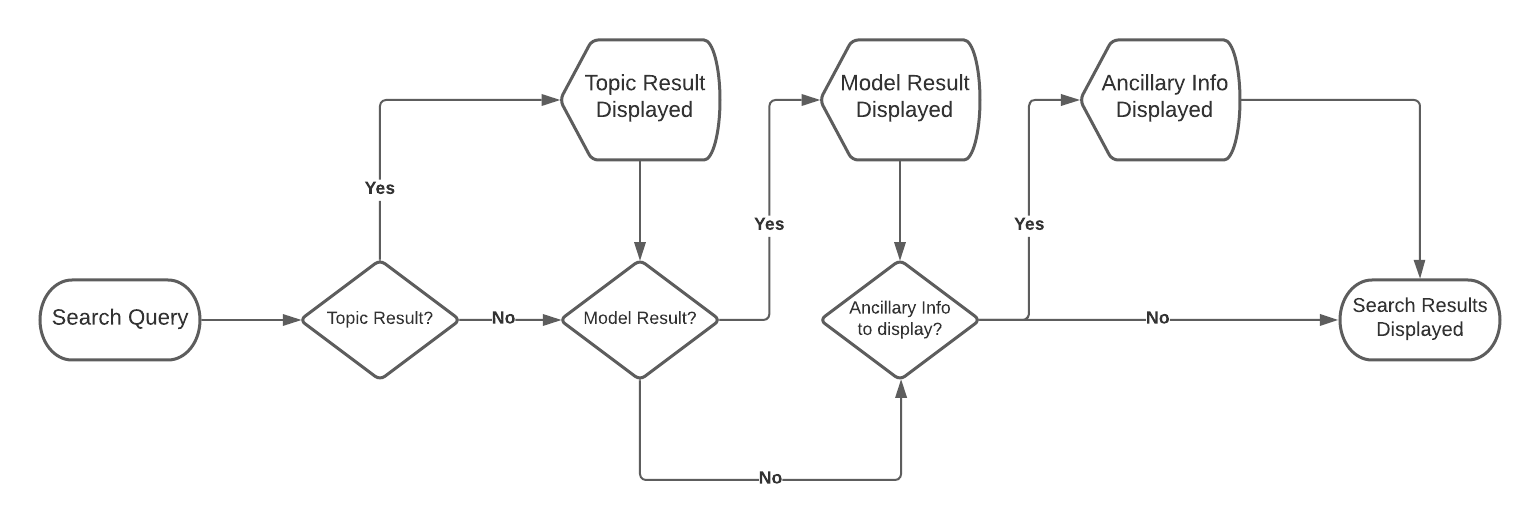 Topic Result
Displayed
Model Result
Displayed
Ancillary Info
Displayed
Yes
Yes
Yes
Search Query
Topic Result?
No
Model Result?
Ancillary Info
to display?
No
Search Results
Displayed
No